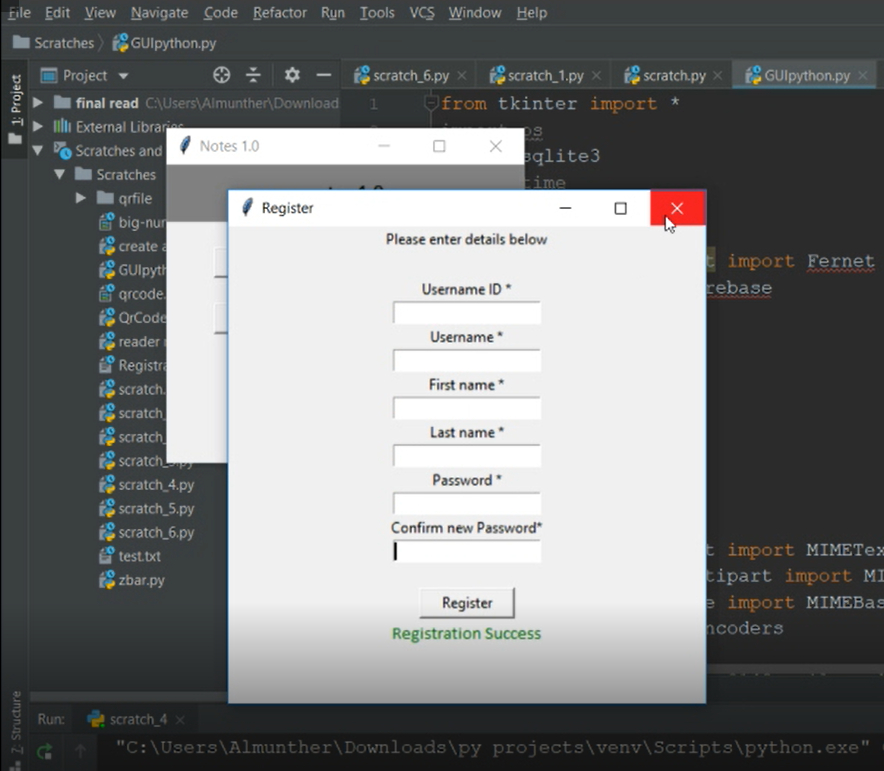 File Edit View Navigate Code Refactor Run Tools VCS Window Help
Scratches GUIpython.py
1: Project
Project
scratch_6.py scratch_1.py scratch.py GUIpython.py
final read C:\Users\Almunther\Download
1 from tkinter import *
External Libraries
Scratches and
Notes 1.0
sqlite3
time
Scratches
qrfile
big-nur
create a
GUIpyth
qrcode.
QrCode
reader
Registra
scratch.
scratch_
scratch_
scratch_
scratch_4.py
scratch_5.py
scratch_6.py
test.txt
zbar.py
Register
Please enter details below
Username ID *
Username *
First name *
Last name *
Password *
Confirm new Password*
Register
Registration Success
import Fernet
rebase
t import MIMETex
tipart import MI
e import MIMEBas
ncoders
Z: Structure
Run: scratch_4
"C:\Users\Almunther\Downloads\py projects\venv\Scripts\python.exe"